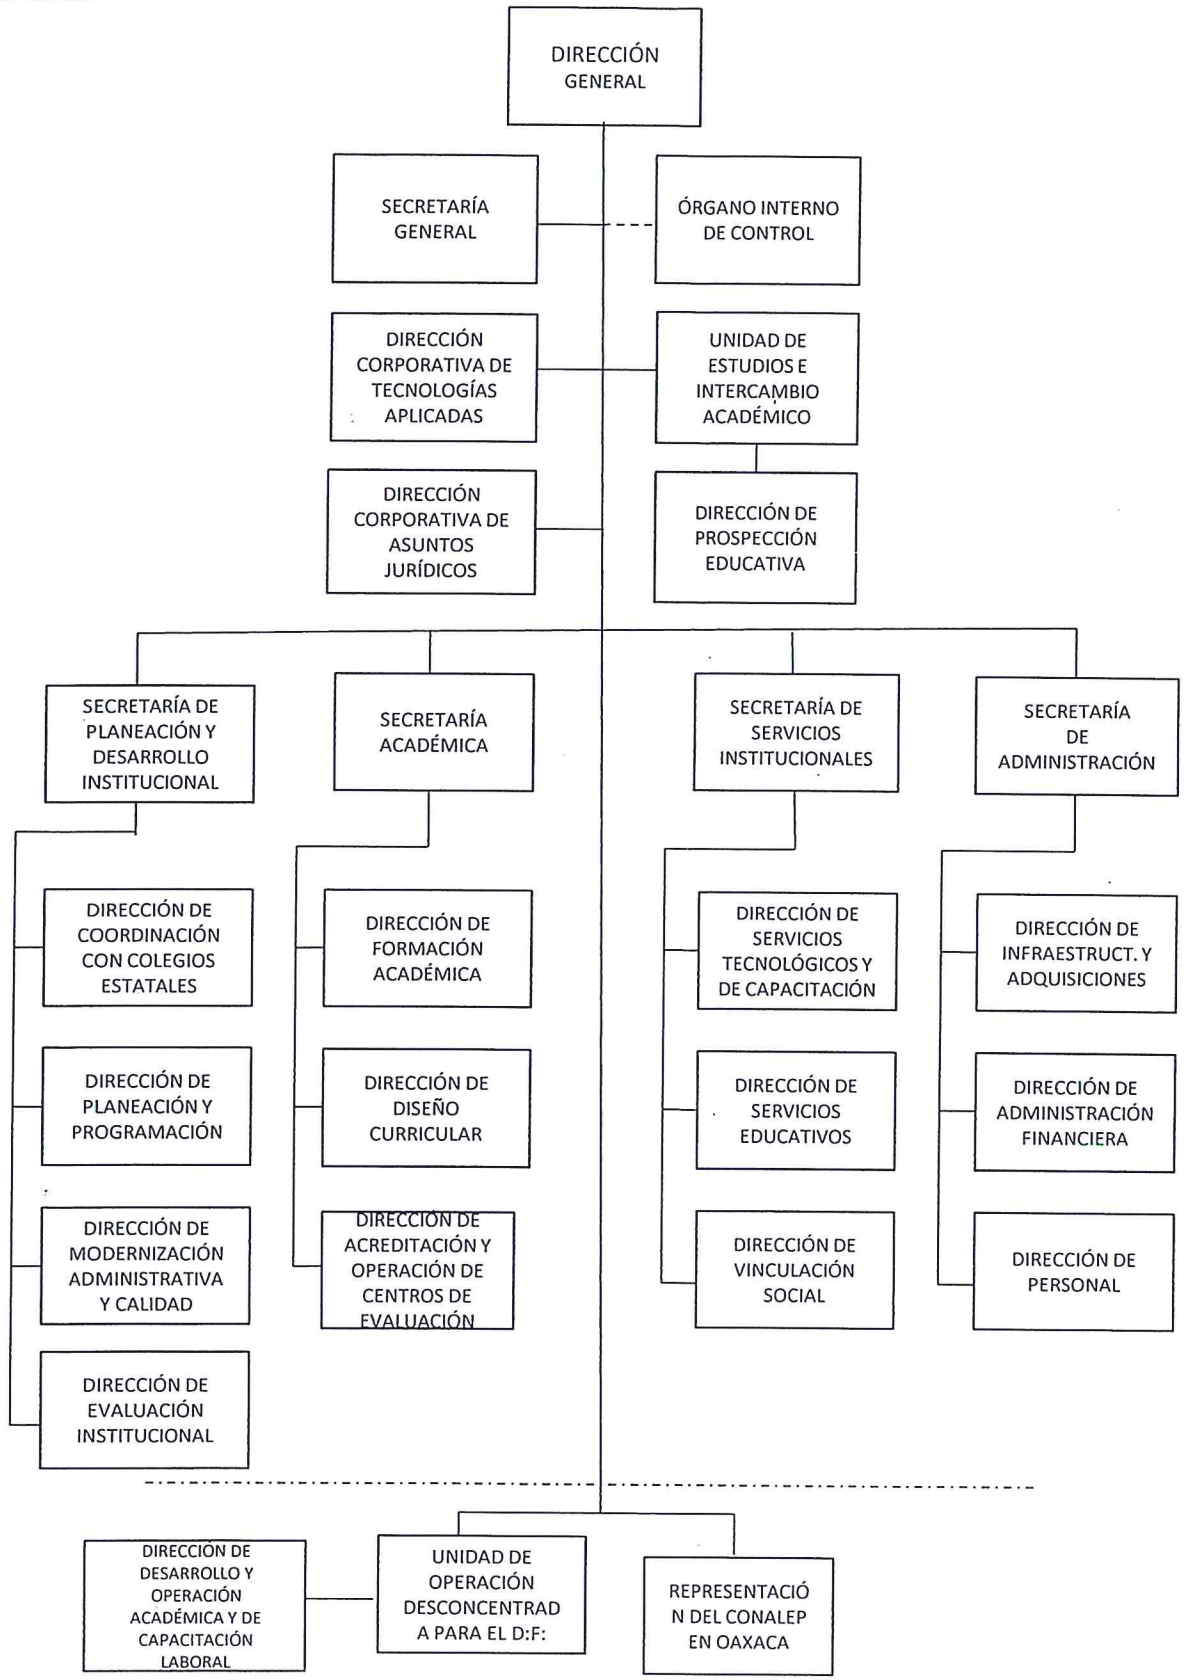 DIRECCIÓN
GENERAL
SECRETARÍA
GENERAL
ÓRGANO INTERNO
DE CONTROL
DIRECCIÓN
CORPORATIVA DE
TECNOLOGÍAS
APLICADAS
UNIDAD DE
ESTUDIOS E
INTERCAMBIO
ACADÉMICO
DIRECCIÓN
CORPORATIVA DE
ASUNTOS
JURÍDICOS
DIRECCIÓN DE
PROSPECCIÓN
EDUCATIVA
SECRETARÍA DE
PLANEACIÓN Y
DESARROLLO
INSTITUCIONAL
SECRETARÍA
ACADÉMICA
SECRETARÍA DE
SERVICIOS
INSTITUCIONALES
SECRETARÍA
DE
ADMINISTRACIÓN
DIRECCIÓN DE
COORDINACIÓN
CON COLEGIOS
ESTATALES
DIRECCIÓN DE
FORMACIÓN
ACADÉMICA
DIRECCIÓN DE
SERVICIOS
TECNOLÓGICOS Y
DE CAPACITACIÓN
DIRECCIÓN DE
INFRAESTRUCT. Y
ADQUISICIONES
DIRECCIÓN DE
PLANEACIÓN Y
PROGRAMACIÓN
DIRECCIÓN DE
DISEÑO
CURRICULAR
DIRECCIÓN DE
SERVICIOS
EDUCATIVOS
DIRECCIÓN DE
ADMINISTRACIÓN
FINANCIERA
DIRECCIÓN DE
MODERNIZACIÓN
ADMINISTRATIVA
Y CALIDAD
DIRECCIÓN DE
ACREDITACIÓN Y
OPERACIÓN DE
CENTROS DE
EVALUACIÓN
DIRECCIÓN DE
VINCULACIÓN
SOCIAL
DIRECCIÓN DE
PERSONAL
DIRECCIÓN DE
EVALUACIÓN
INSTITUCIONAL
DIRECCIÓN DE
DESARROLLO Y
OPERACIÓN
ACADÉMICA Y DE
CAPACITACIÓN
LABORAL
UNIDAD DE
OPERACIÓN
DESCONCENTRAD
A PARA EL D:F:
REPRESENTACIÓ
N DEL CONALEP
EN OAXACA